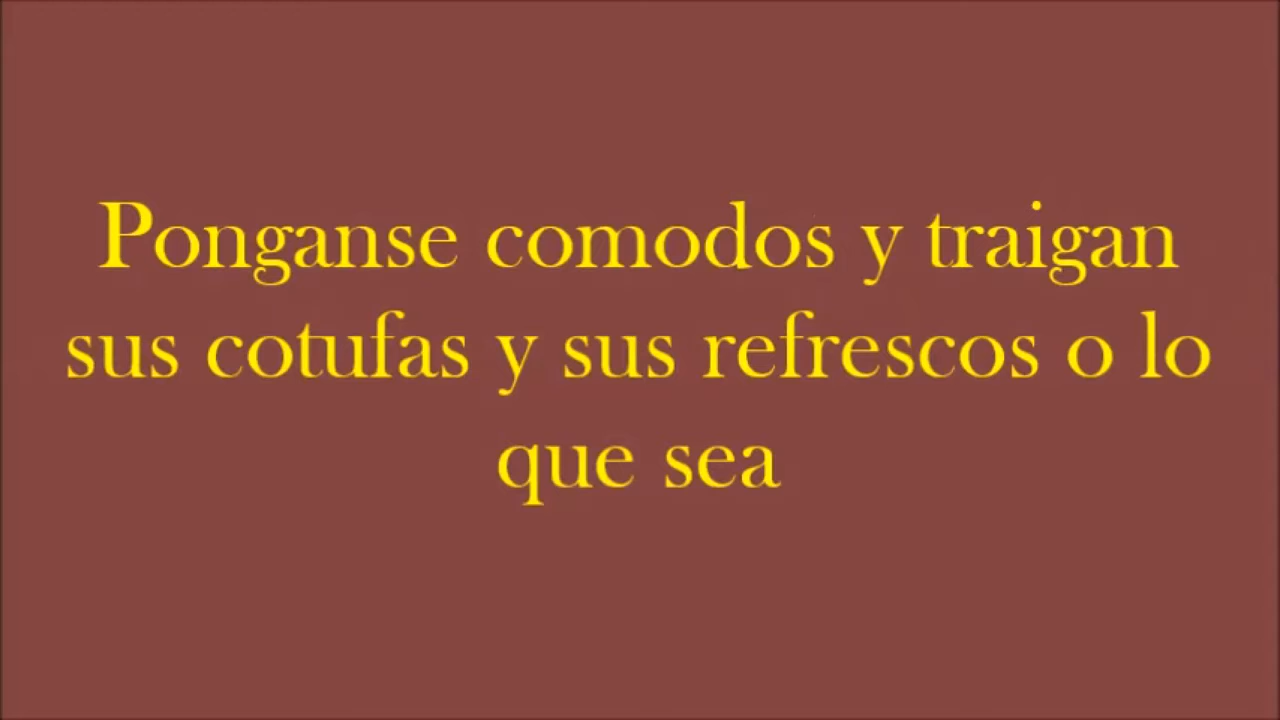 Ponganse comodos y traigan
sus cotufas y sus refrescos o lo
que sea